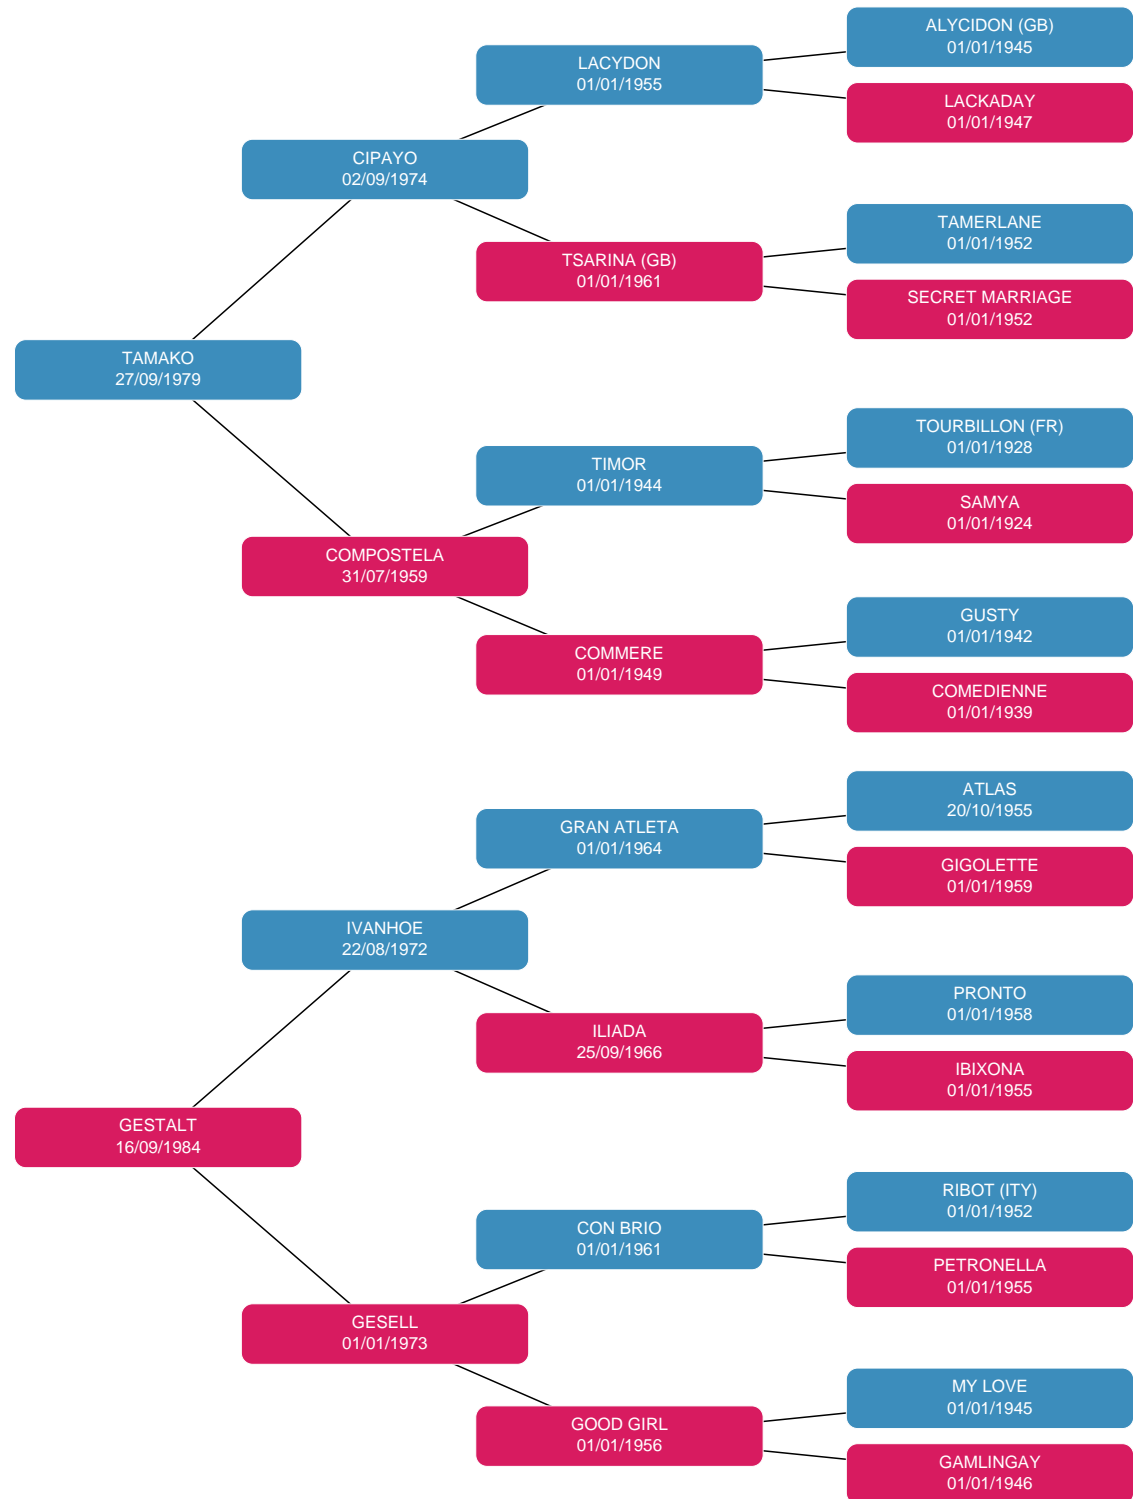 ALYCIDON (GB)
01/01/1945
LACYDON
01/01/1955
LACKADAY
01/01/1947
CIPAYO
02/09/1974
TAMERLANE
01/01/1952
TSARINA (GB)
01/01/1961
SECRET MARRIAGE
01/01/1952
TAMAKO
27/09/1979
TOURBILLON (FR)
01/01/1928
TIMOR
01/01/1944
SAMYA
01/01/1924
COMPOSTELA
31/07/1959
GUSTY
01/01/1942
COMMERE
01/01/1949
COMEDIENNE
01/01/1939
ATLAS
20/10/1955
GRAN ATLETA
01/01/1964
GIGOLETTE
01/01/1959
IVANHOE
22/08/1972
PRONTO
01/01/1958
ILIADA
25/09/1966
IBIXONA
01/01/1955
GESTALT
16/09/1984
RIBOT (ITY)
01/01/1952
CON BRIO
01/01/1961
PETRONELLA
01/01/1955
GESELL
01/01/1973
MY LOVE
01/01/1945
GOOD GIRL
01/01/1956
GAMLINGAY
01/01/1946